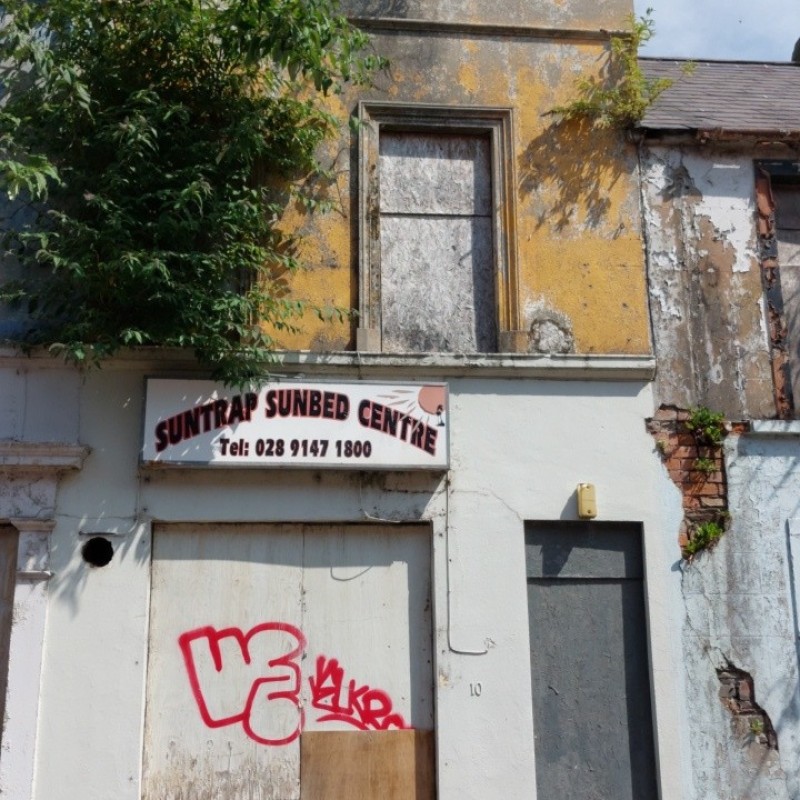 SUNTRAP SUNBED CENTRE
Tel: 028 9147 1800
10